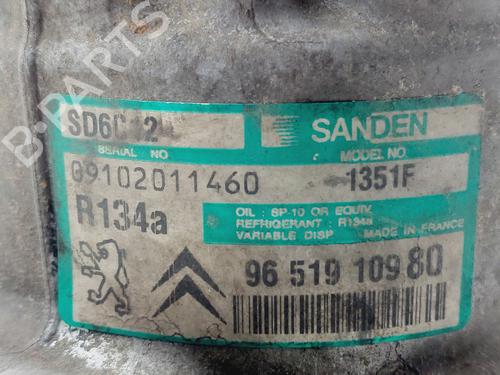 SANDEN
SERIAL NO
MODEL NO.
09102011460
1351F
R134a
OIL : SP-10 OR EQUIV.
REFRIGERANT : R134a
VARIABLE DISP MADE IN FRANCE
96 519 109 80
B-PARTS